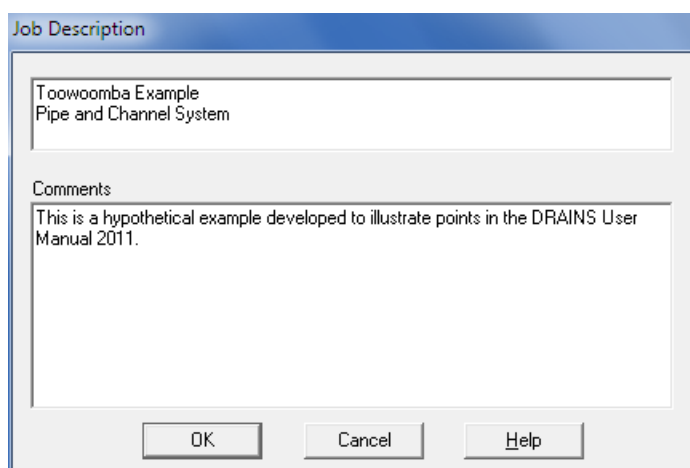 Job Description
Toowoomba Example
Pipe and Channel System
Comments
This is a hypothetical example developed to illustrate points in the DRAINS User
Manual 2011.
OK Cancel Help